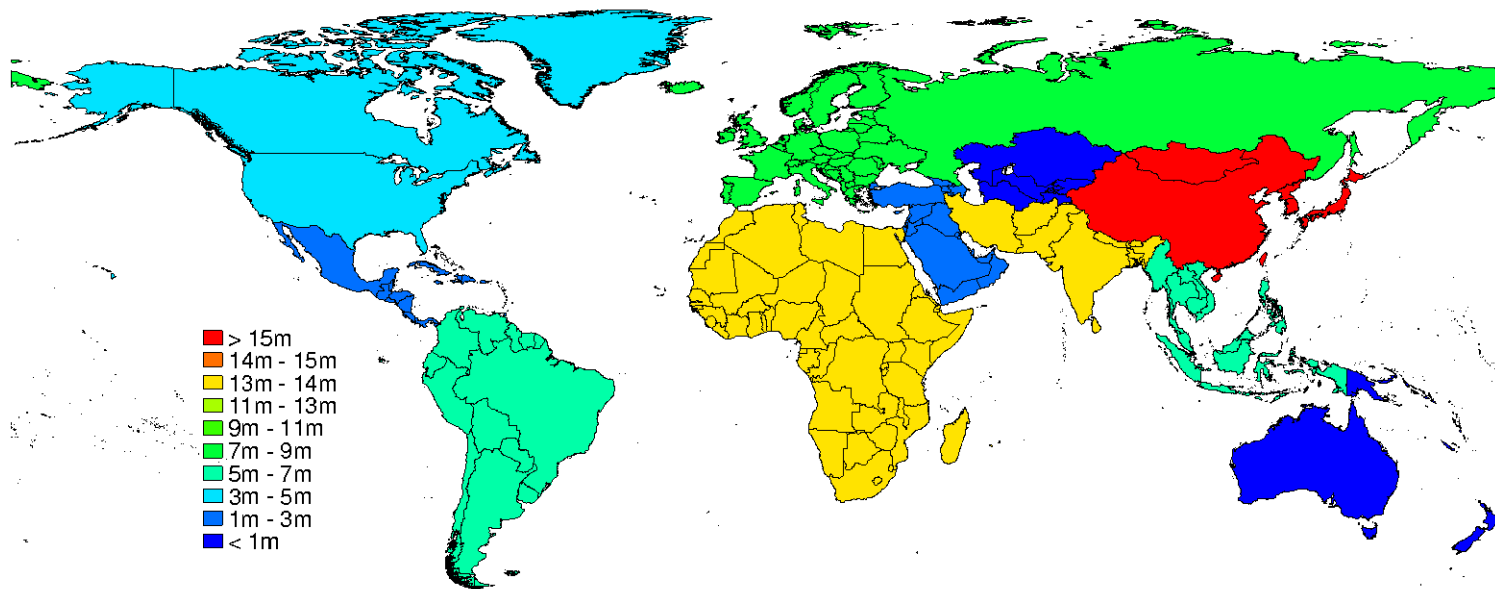 > 15m
14m - 15m
13m - 14m
11m - 13m
9m - 11m
7m - 9m
5m - 7m
3m - 5m
1m - 3m
< 1m